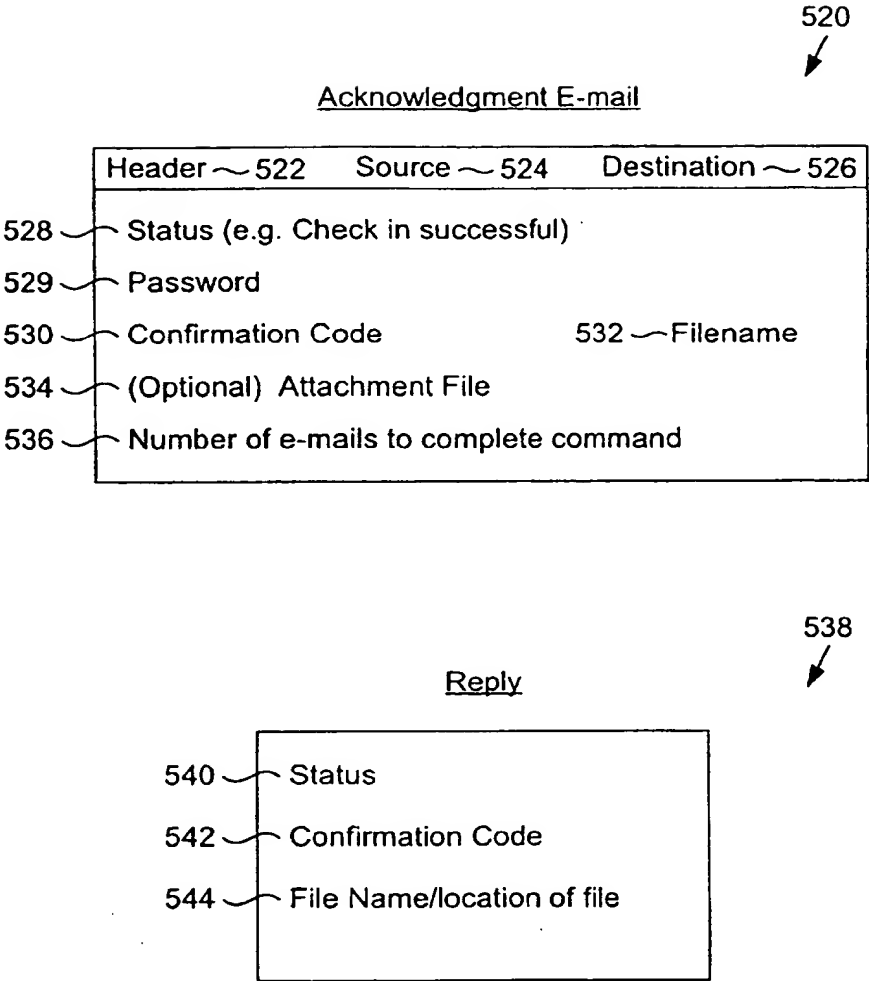 520
Acknowledgment E-mail
Header 522 Source 524 Destination 526
528 Status (e.g. Check in successful)
529 Password
530 Confirmation Code 532 Filename
534 (Optional) Attachment File
536 Number of e-mails to complete command
538
Reply
540 Status
542 Confirmation Code
544 File Name/location of file